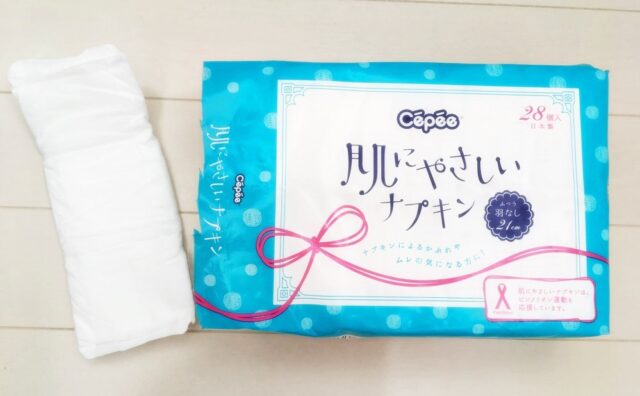 Cépée
肌にやさしいナプキン
Cépée
28個入
日本製
肌にやさしい
ナプキン
ふつう
羽なし
21cm
ナプキンによるかぶれや
ムレの気になる方に!
肌にやさしいナプキンは、
ピンクリボン運動を
応援しています。